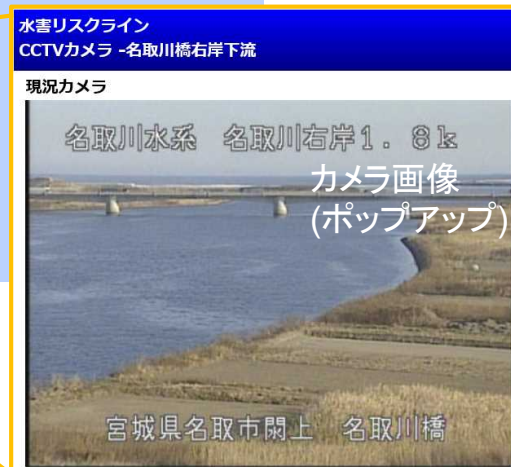 水害リスクライン
CCTVカメラ -名取川橋右岸下流
現況カメラ
名取川水系 名取川右岸1.8k
カメラ画像
(ポップアップ)
宮城県名取市閖上 名取川橋